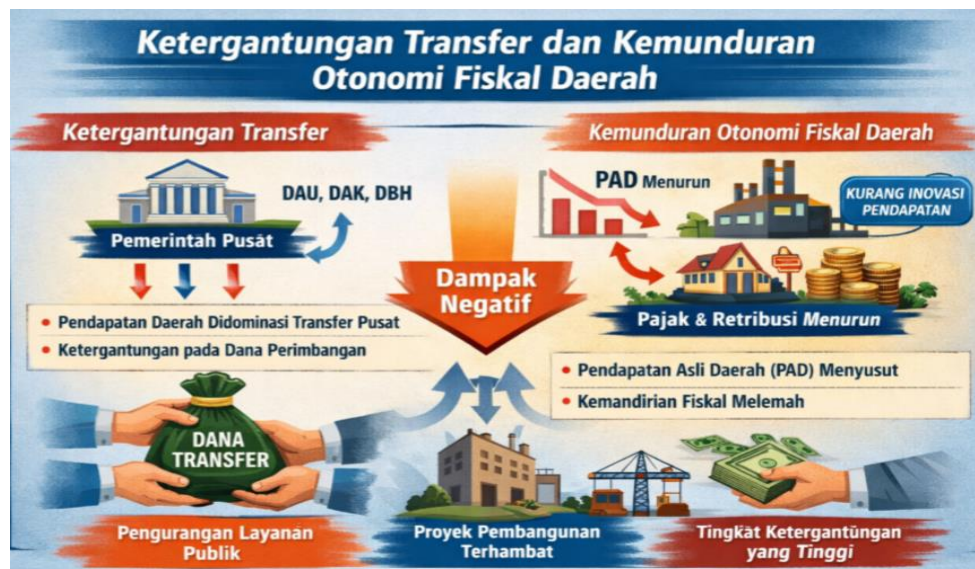 Ketergantungan Transfer dan Kemunduran
Otonomi Fiskal Daerah
Ketergantungan Transfer
DAU, DAK, DBH
Pemerintah Pusat
• Pendapatan Daerah Didominasi Transfer Pusat
• Ketergantungan pada Dana Perimbangan
DANA
TRANSFER
Dampak
Negatif
Kemunduran Otonomi Fiskal Daerah
PAD Menurun
KURANG INOVASI
PENDAPATAN
Pajak & Retribusi Menurun
• Pendapatan Asli Daerah (PAD) Menyusut
• Kemandirian Fiskal Melemah
Pengurangan Layanan
Publik
Proyek Pembangunan
Terhambat
Tingkat Ketergantungan
yang Tinggi